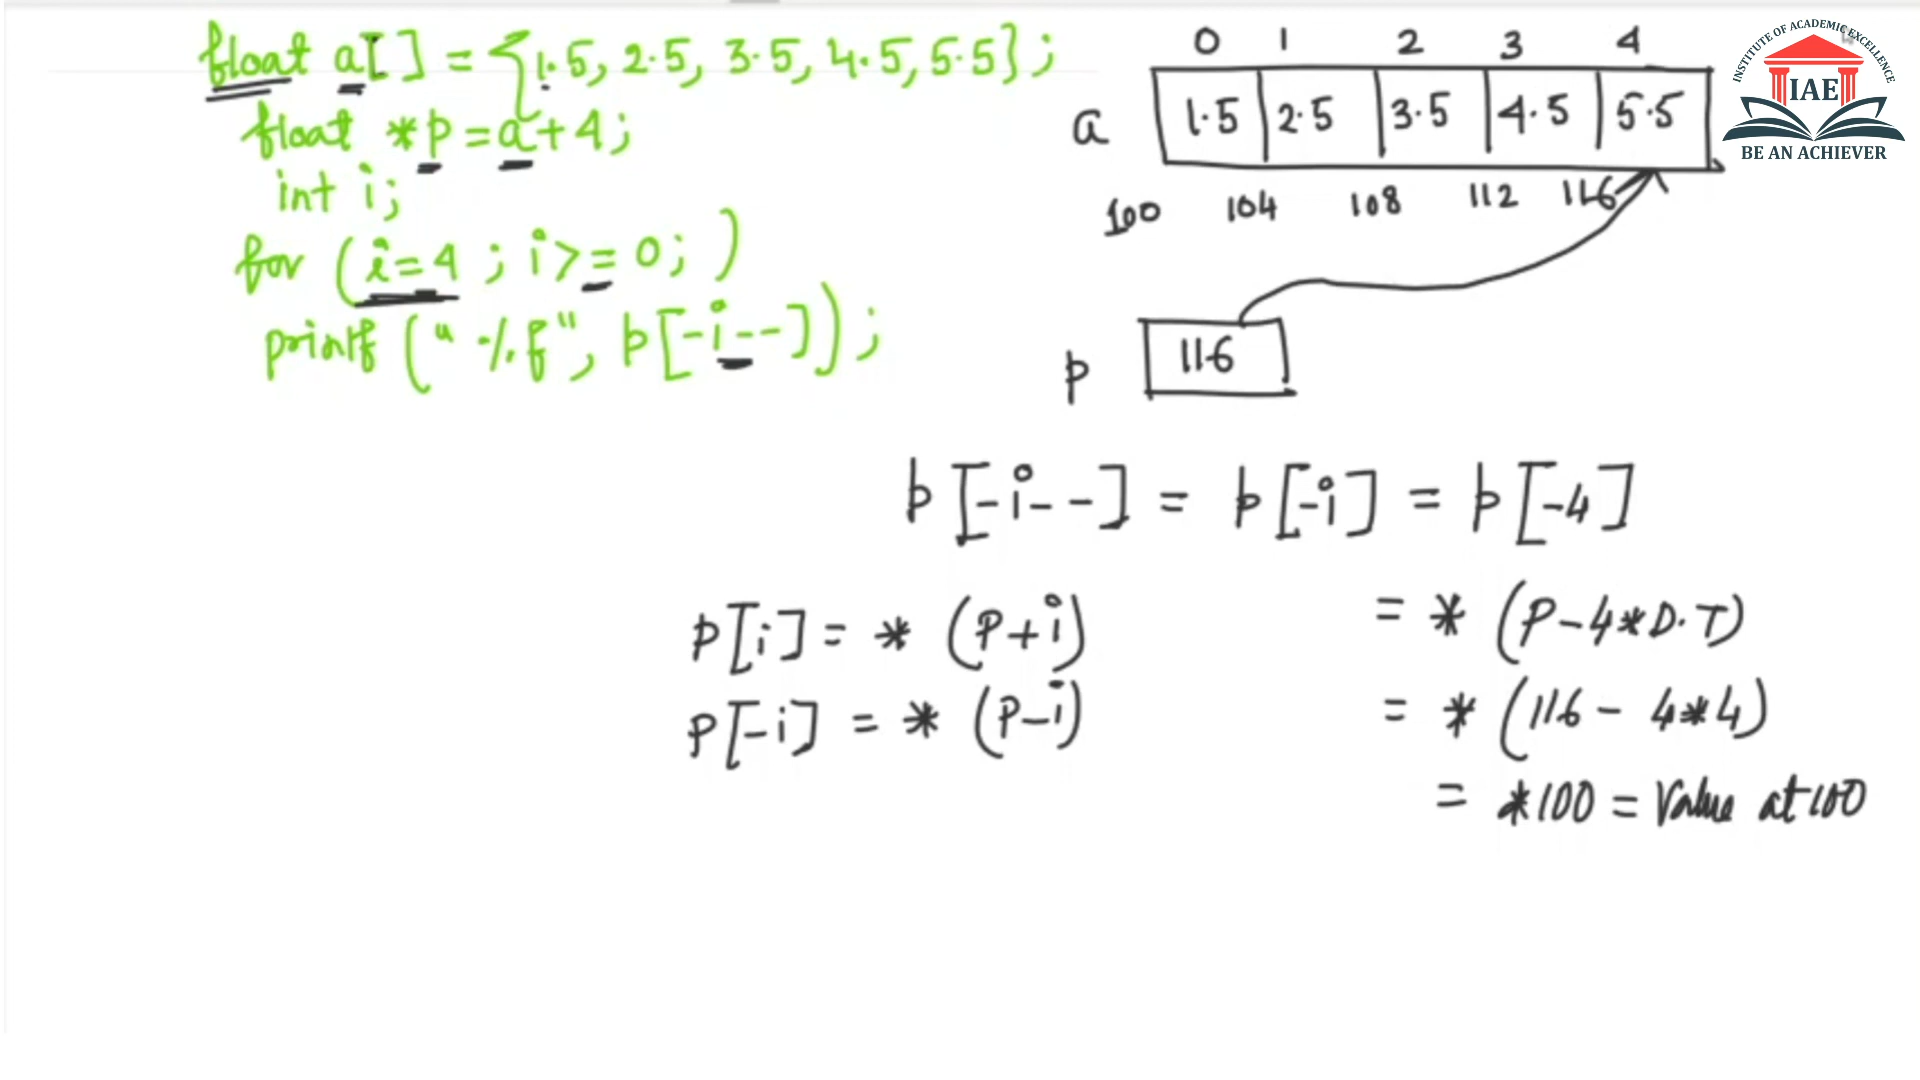 float a[] = {1.5, 2.5, 3.5, 4.5, 5.5};
float *p = a+4;
int i;
for (i=4 ; i>=0; )
printf ("%f", p[-i--]);
0 1 2 3 4
a 1.5 2.5 3.5 4.5 5.5
100 104 108 112 116
p 116
p[-i--] = p[-i] = p[-4]
= * (P-4*D.T)
= * (116 - 4*4)
= *100 = Value at 100
p[i] = * (P+i)
p[-i] = * (P-i)
INSTITUTE OF ACADEMIC EXCELLENCE
IAE
BE AN ACHIEVER